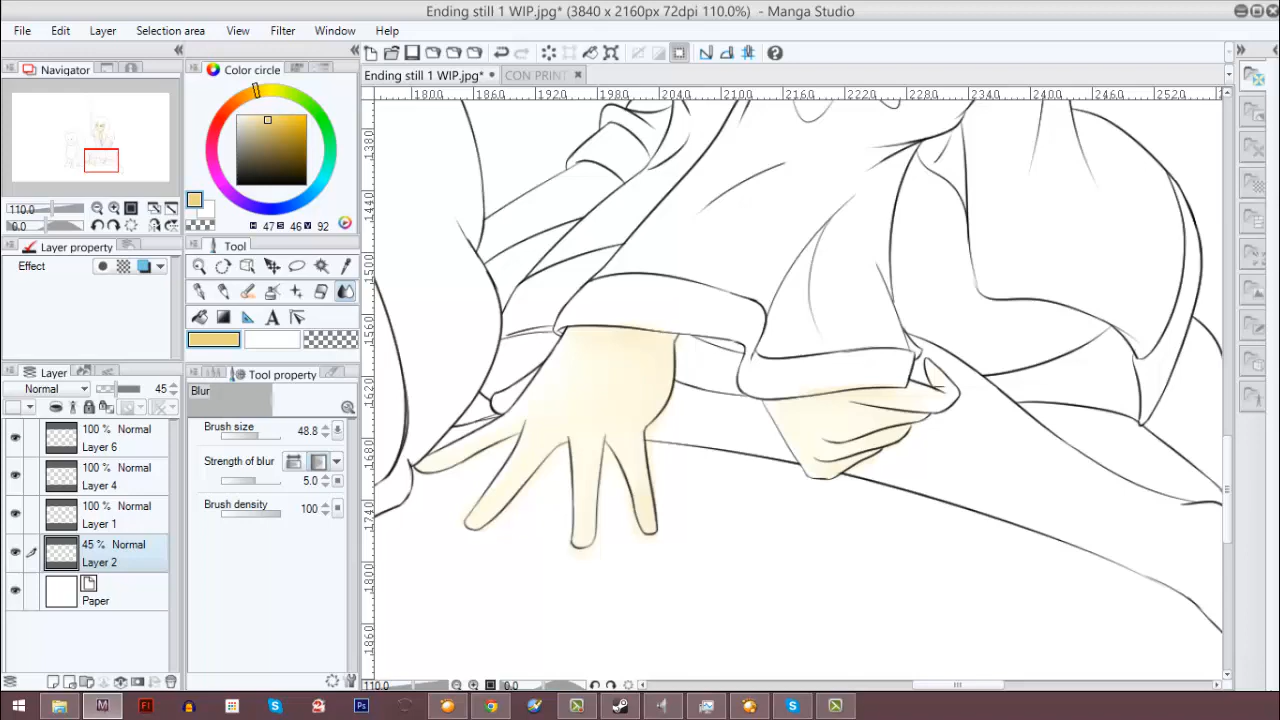 Ending still 1 WIP.jpg* (3840 x 2160px 72dpi 110.0%) - Manga Studio
File Edit Layer Selection area View Filter Window Help
Navigator
Color circle
Ending still 1 WIP.jpg*
CON PRINT
1800 1860 1920 1980 2040 2100 2160 2220 2280 2340 2400 2460 2520
1380
1440
1500
1560
1620
1680
1740
1800
1860
110.0
0.0
H 47 S 46 V 92
Layer property
Effect
Tool
Layer
Normal
45
100 % Normal
Layer 6
100 % Normal
Layer 4
100 % Normal
Layer 1
45 % Normal
Layer 2
Paper
Tool property
Blur
Brush size 48.8
Strength of blur
5.0
Brush density 100
110.0
0.0